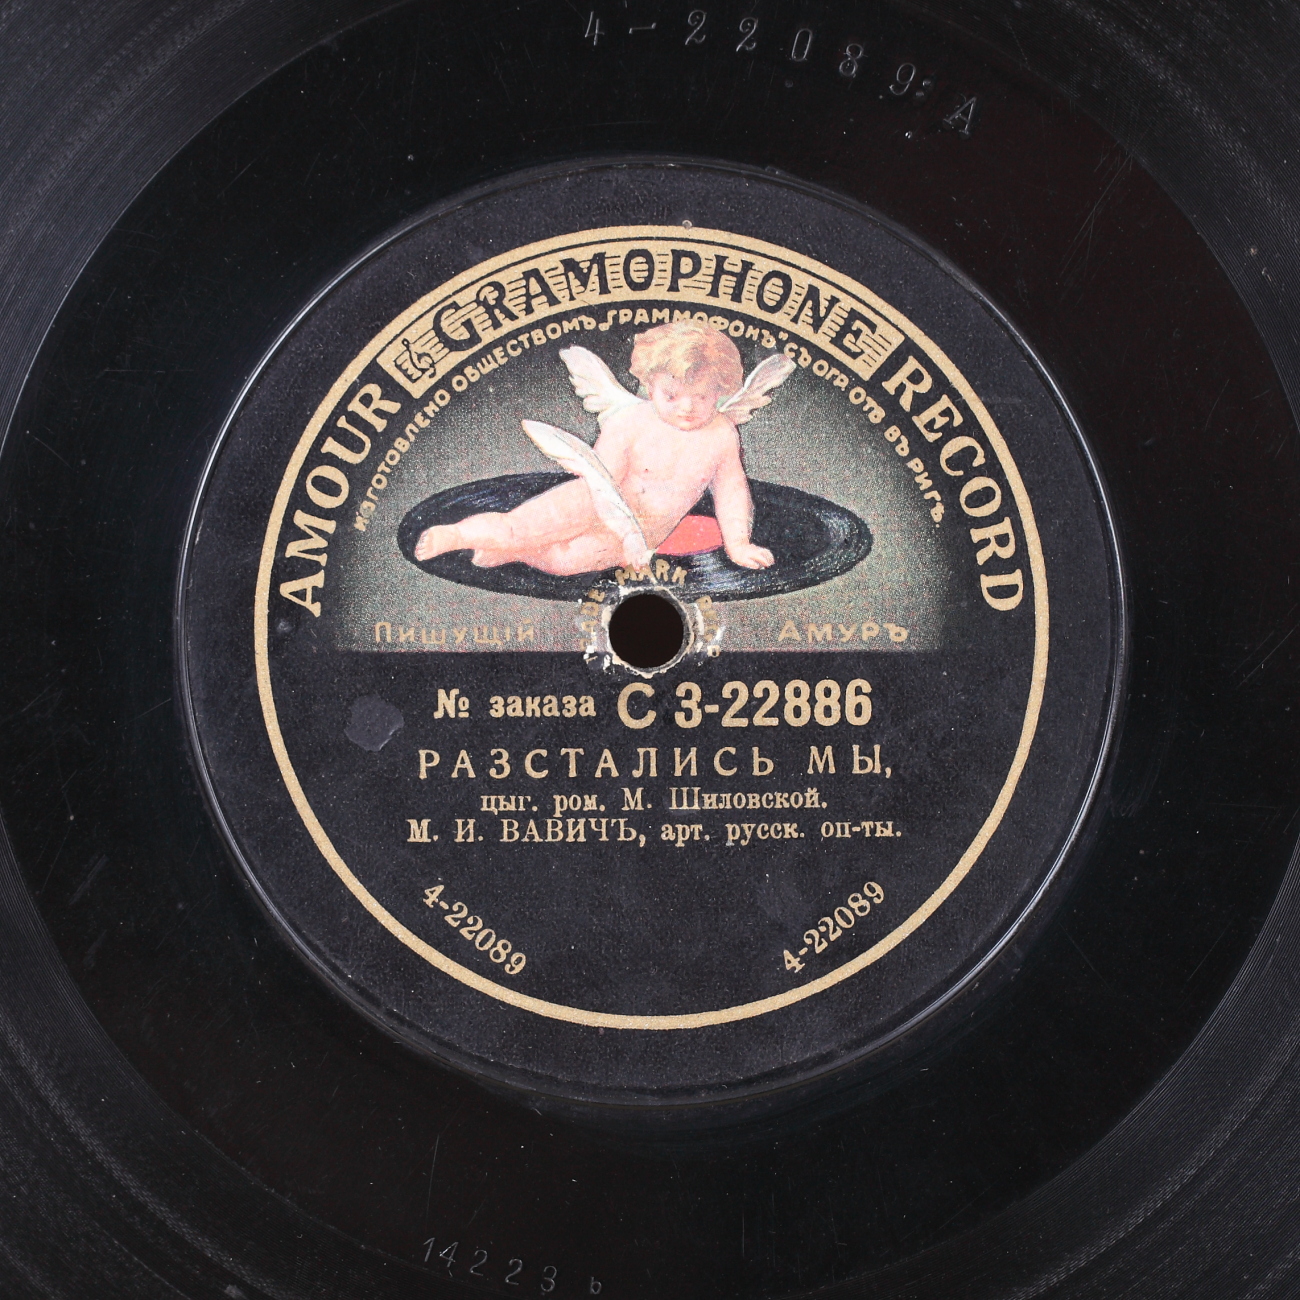 4-22089: A
AMOUR GRAMOPHONE RECORD
ИЗГОТОВЛЕНО ОБЩЕСТВОМЪ „ГРАММОФОНЪ" СЪ ОГР. ОТВ. ВЪ РИГѢ.
MARK
Пишущій АМУРЪ
№ заказа С 3-22886
РАЗСТАЛИСЬ МЫ,
цыг. ром. М. Шиловской.
М. И. ВАВИЧЪ, арт. русск. оп-ты.
4-22089 4-22089
14223 b